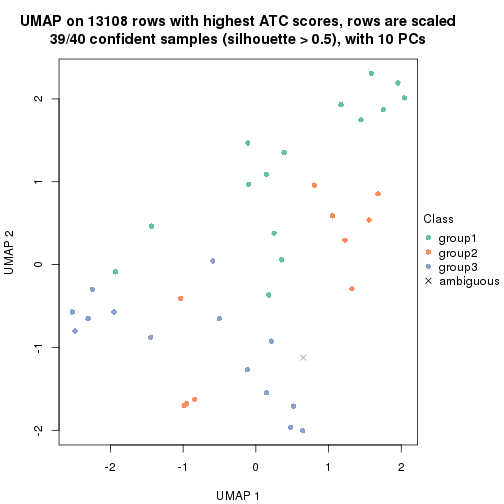 UMAP on 13108 rows with highest ATC scores, rows are scaled
39/40 confident samples (silhouette > 0.5), with 10 PCs
2
1
0
-1
-2
UMAP 2
-2
-1
0
1
2
UMAP 1
Class
group1
group2
group3
ambiguous